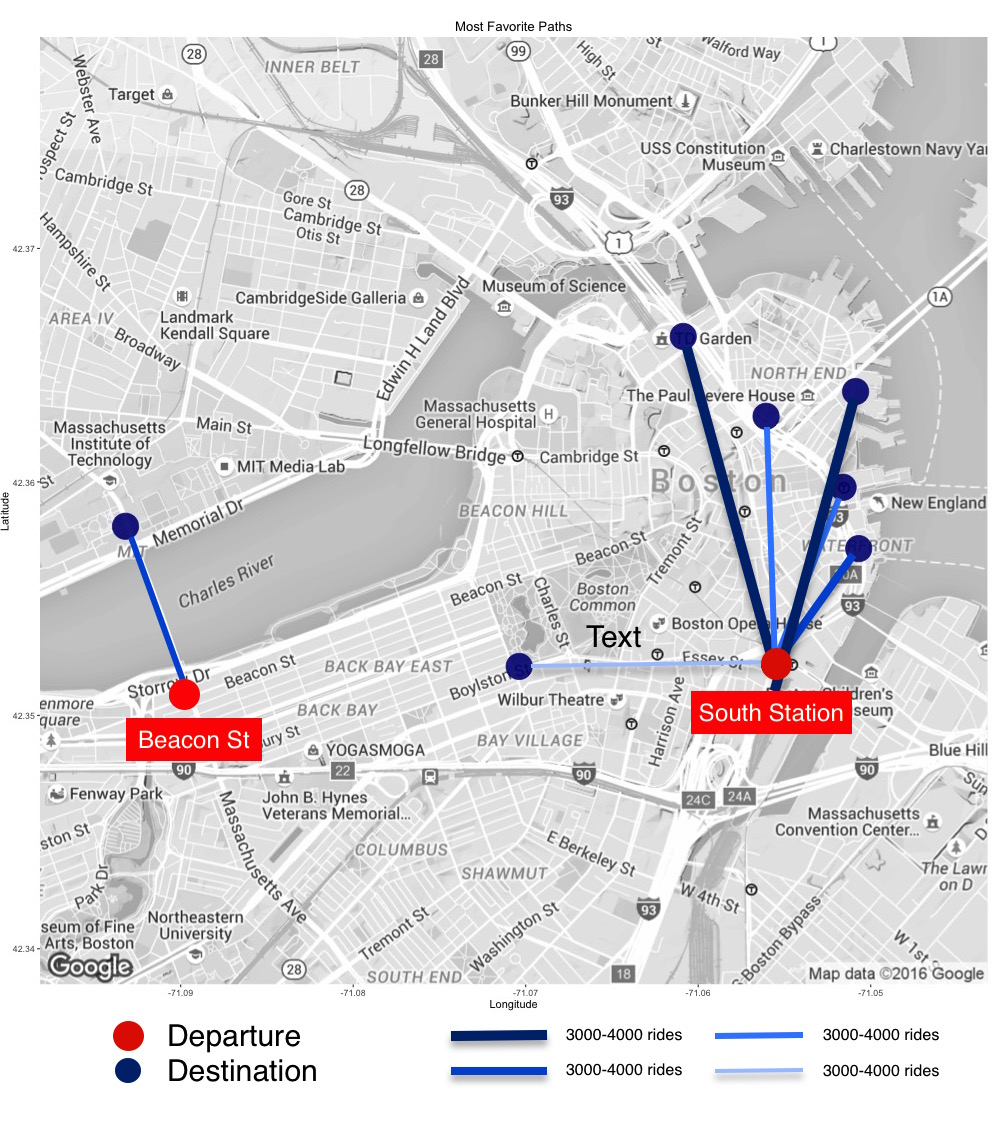 Most Favorite Paths
28
INNER BELT
28
99
High St
St
Walford Way
1
Webster Ave
Target
Bunker Hill Monument
USS Constitution
Museum
Charlestown Navy Yar
ospect St
Cambridge St
28
93
Gore St
Cambridge St
Otis St
1
Hampshire St
42.37
Museum of Science
CambridgeSide Galleria
1A
Landmark
Kendall Square
AREA IV
Broadway
Edwin H Land Blvd
TD Garden
NORTH END
The Paul Revere House
Massachusetts
General Hospital
H
Main St
Massachusetts
Institute of
Technology
Longfellow Bridge
Cambridge St
MIT Media Lab
St
42.36
Boston
New England
BEACON HILL
93
Memorial Dr
MIT
WATERFRONT
Latitude
Charles River
Beacon St
Tremont St
Beacon St
Boston
Common
Charles St
93
Boston Opera House
Text
Essex St
Storrow Dr
Beacon St
BACK BAY EAST
Boylston St
Wilbur Theatre
Children's
seum
enmore
quare
BACK BAY
South Station
42.35
Beacon St
ury St
YOGASMOGA
BAY VILLAGE
Harrison Ave
Blue Hill
90
22
90
90
Fenway Park
John B. Hynes
Veterans Memorial...
24C
24A
Massachusetts
Convention Center...
ston St
Massachusetts Ave
COLUMBUS
E Berkeley St
SHAWMUT
The Lawn
on D
Park Dr
W 4th St
93
seum of Fine
Arts, Boston
Northeastern
University
Tremont St
Washington St
S Boston Bypass
W 1st
42.34
Google
28
SOUTH END
18
Map data ©2016 Google
-71.09
-71.08
-71.07
-71.06
-71.05
Longitude
Departure
3000-4000 rides
3000-4000 rides
Destination
3000-4000 rides
3000-4000 rides